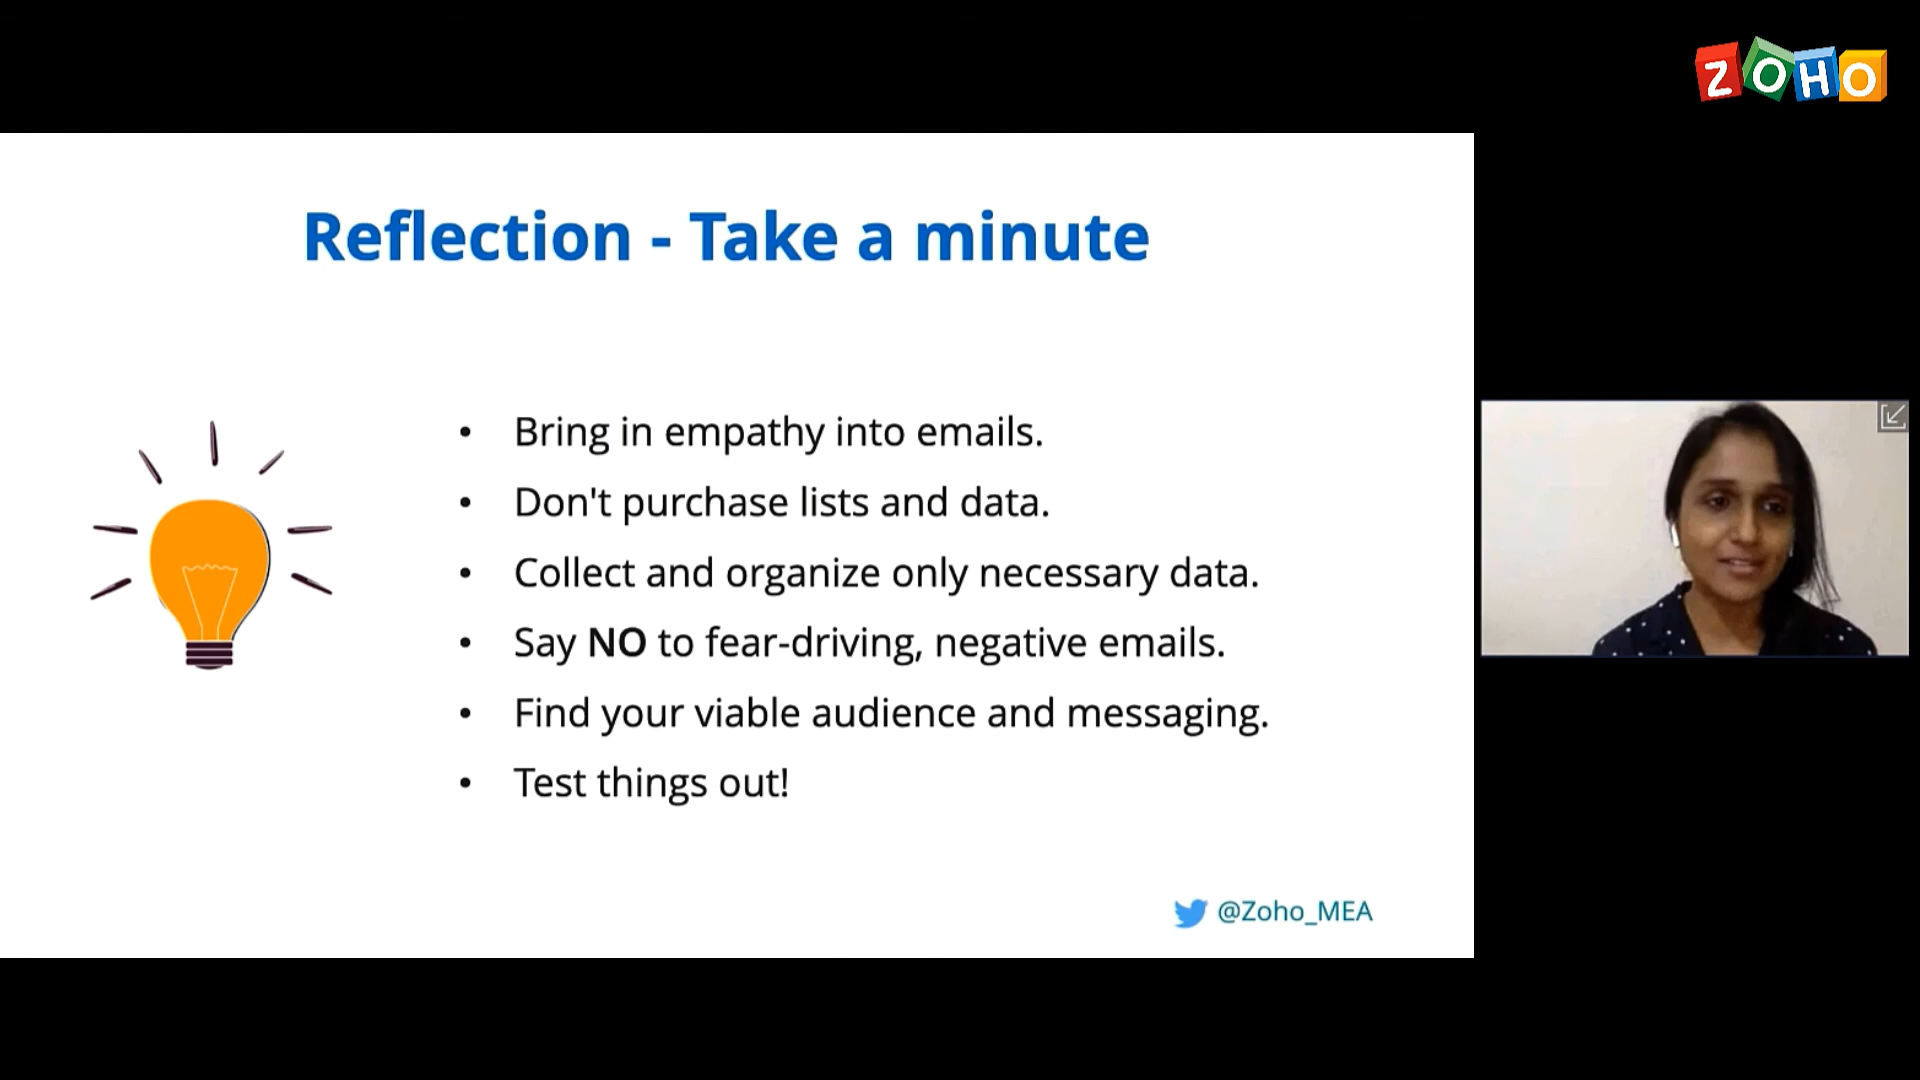 ZOHO
Reflection - Take a minute
• Bring in empathy into emails.
• Don't purchase lists and data.
• Collect and organize only necessary data.
• Say NO to fear-driving, negative emails.
• Find your viable audience and messaging.
• Test things out!
@Zoho_MEA